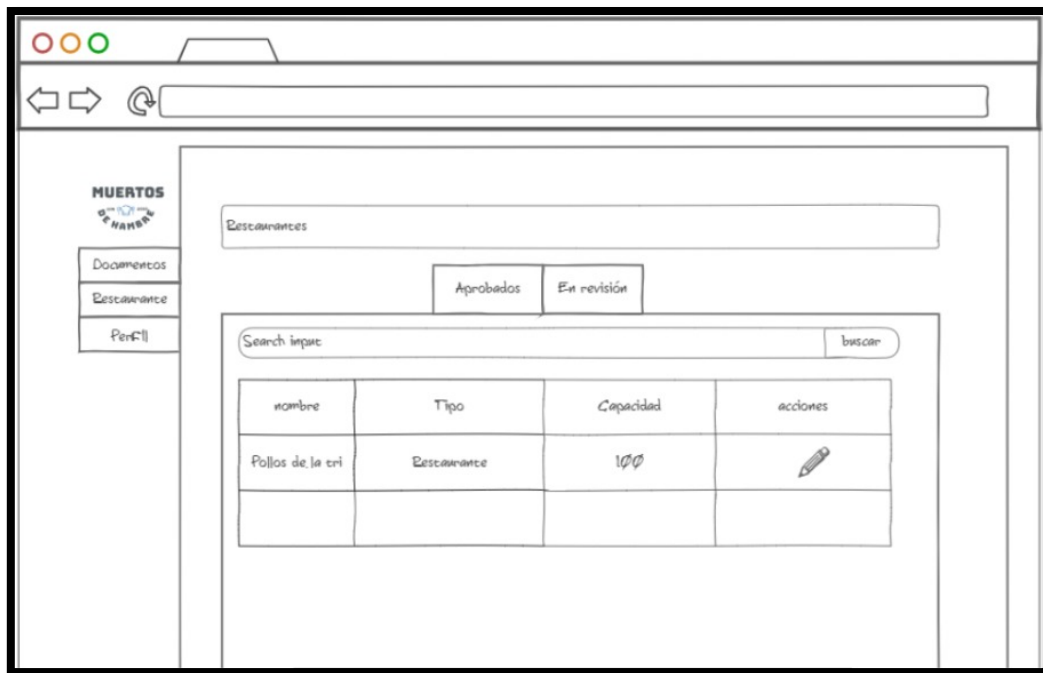 MUERTOS
DE HAMBRE
Documentos
Restaurante
Perfil
Restaurantes
Aprobados
En revisión
Search input
buscar
nombre
Tipo
Capacidad
acciones
Pollos de la tri
Restaurante
100